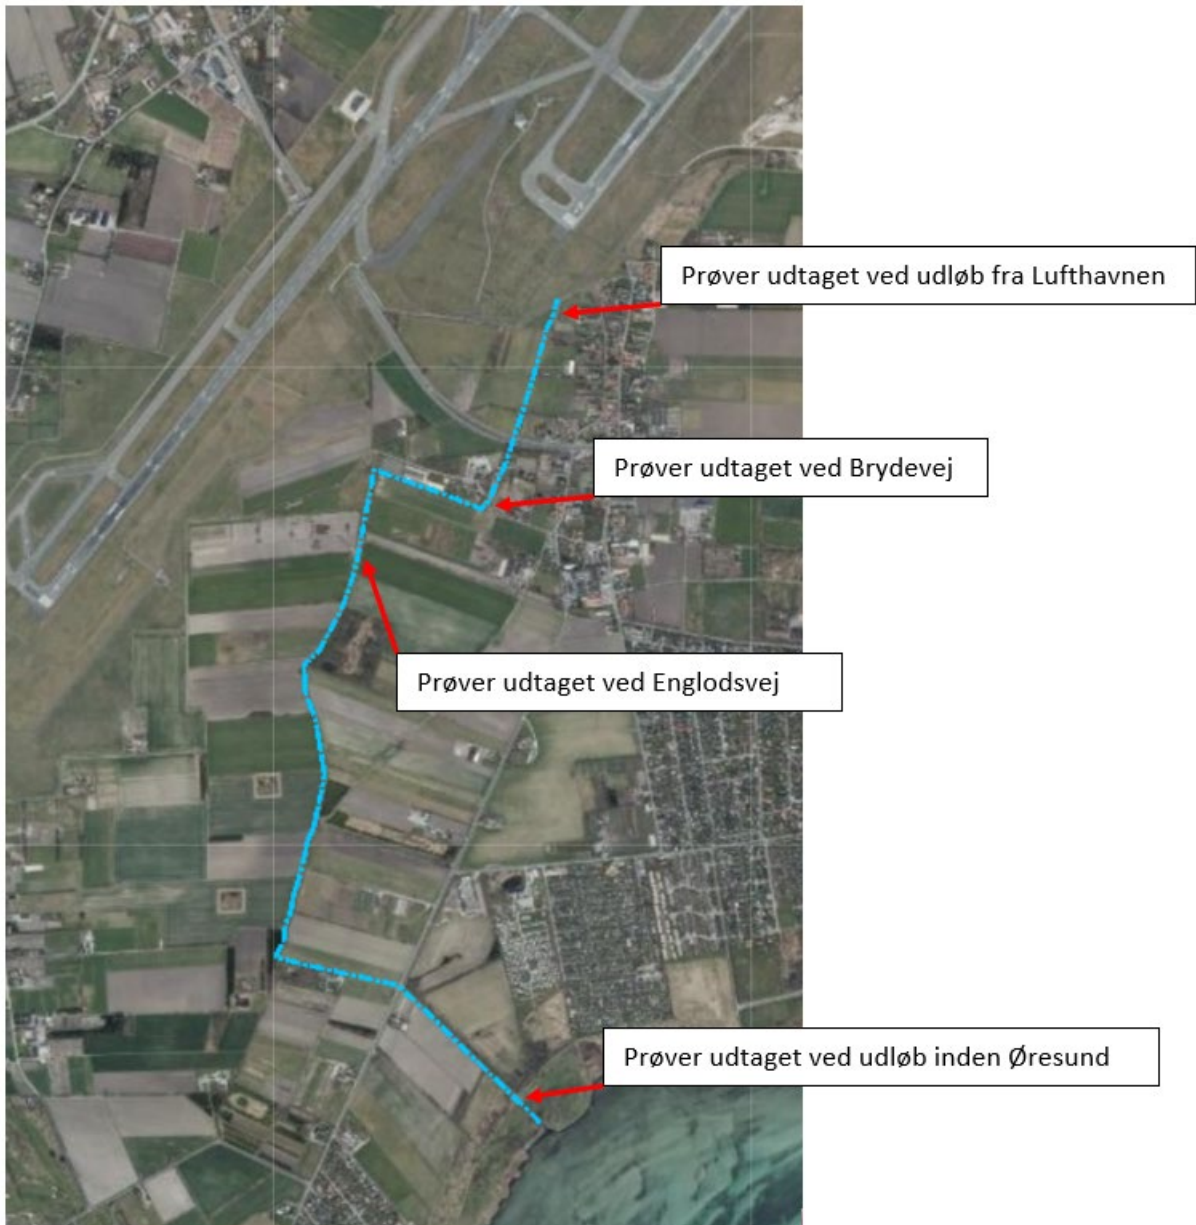 Prøver udtaget ved udløb fra Lufthavnen
Prøver udtaget ved Brydevej
Prøver udtaget ved Englodsvej
Prøver udtaget ved udløb inden Øresund